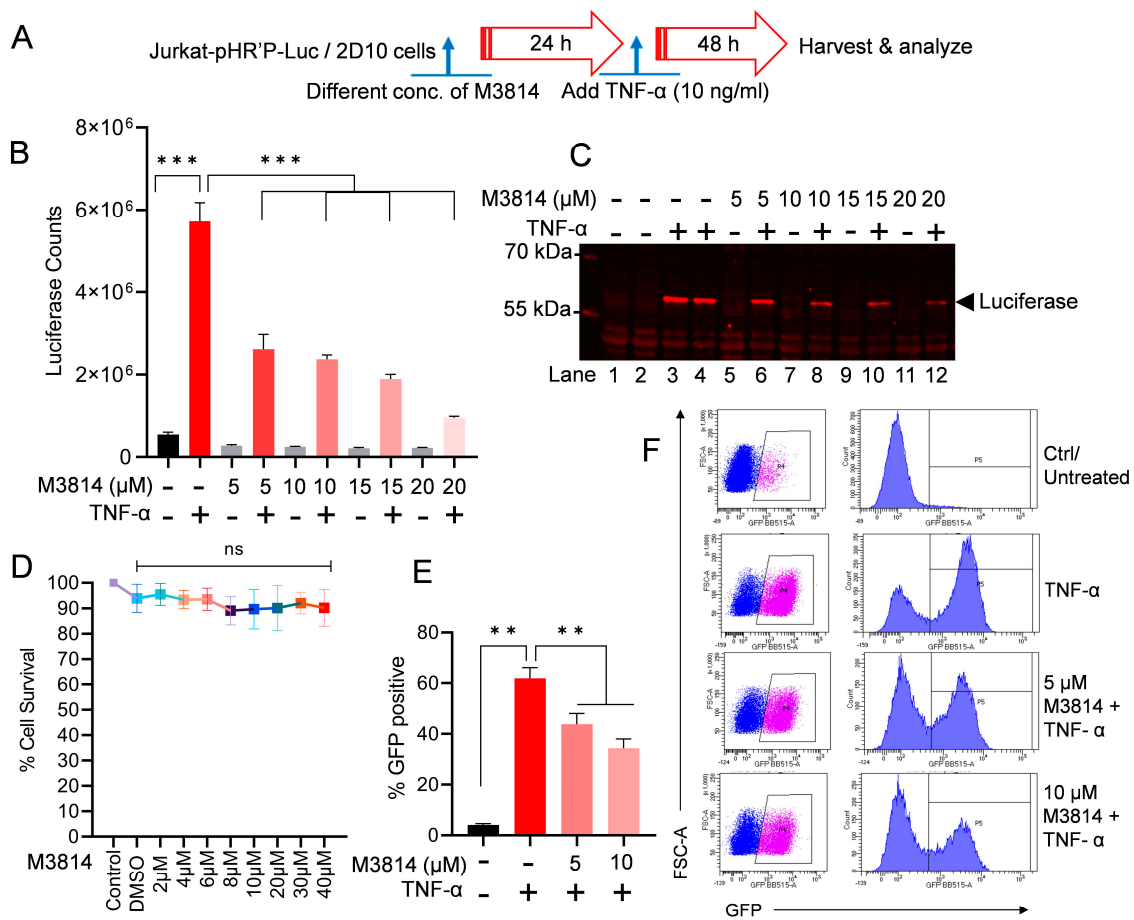 A
Jurkat-pHR'P-Luc / 2D10 cells
24 h
48 h
Harvest & analyze
Different conc. of M3814
Add TNF-α (10 ng/ml)
B
8×10⁶
6×10⁶
4×10⁶
2×10⁶
0
Luciferase Counts
*** ***
M3814 (µM) - - 5 5 10 10 15 15 20 20
TNF-α - + - + - + - + - +
C
M3814 (µM) - - - - 5 5 10 10 15 15 20 20
TNF-α - - + + - + - + - + - +
70 kDa
55 kDa
Luciferase
Lane 1 2 3 4 5 6 7 8 9 10 11 12
D
ns
100
90
80
70
60
50
40
30
20
10
0
% Cell Survival
M3814
Control
DMSO
2µM
4µM
6µM
8µM
10µM
20µM
30µM
40µM
E
80
60
40
20
0
% GFP positive
** **
M3814 (µM) - - 5 10
TNF-α - + + +
F
Ctrl/
Untreated
TNF-α
5 µM
M3814 +
TNF- α
10 µM
M3814 +
TNF- α
FSC-A
GFP BB515-A
Count
P5
FSC-A
GFP